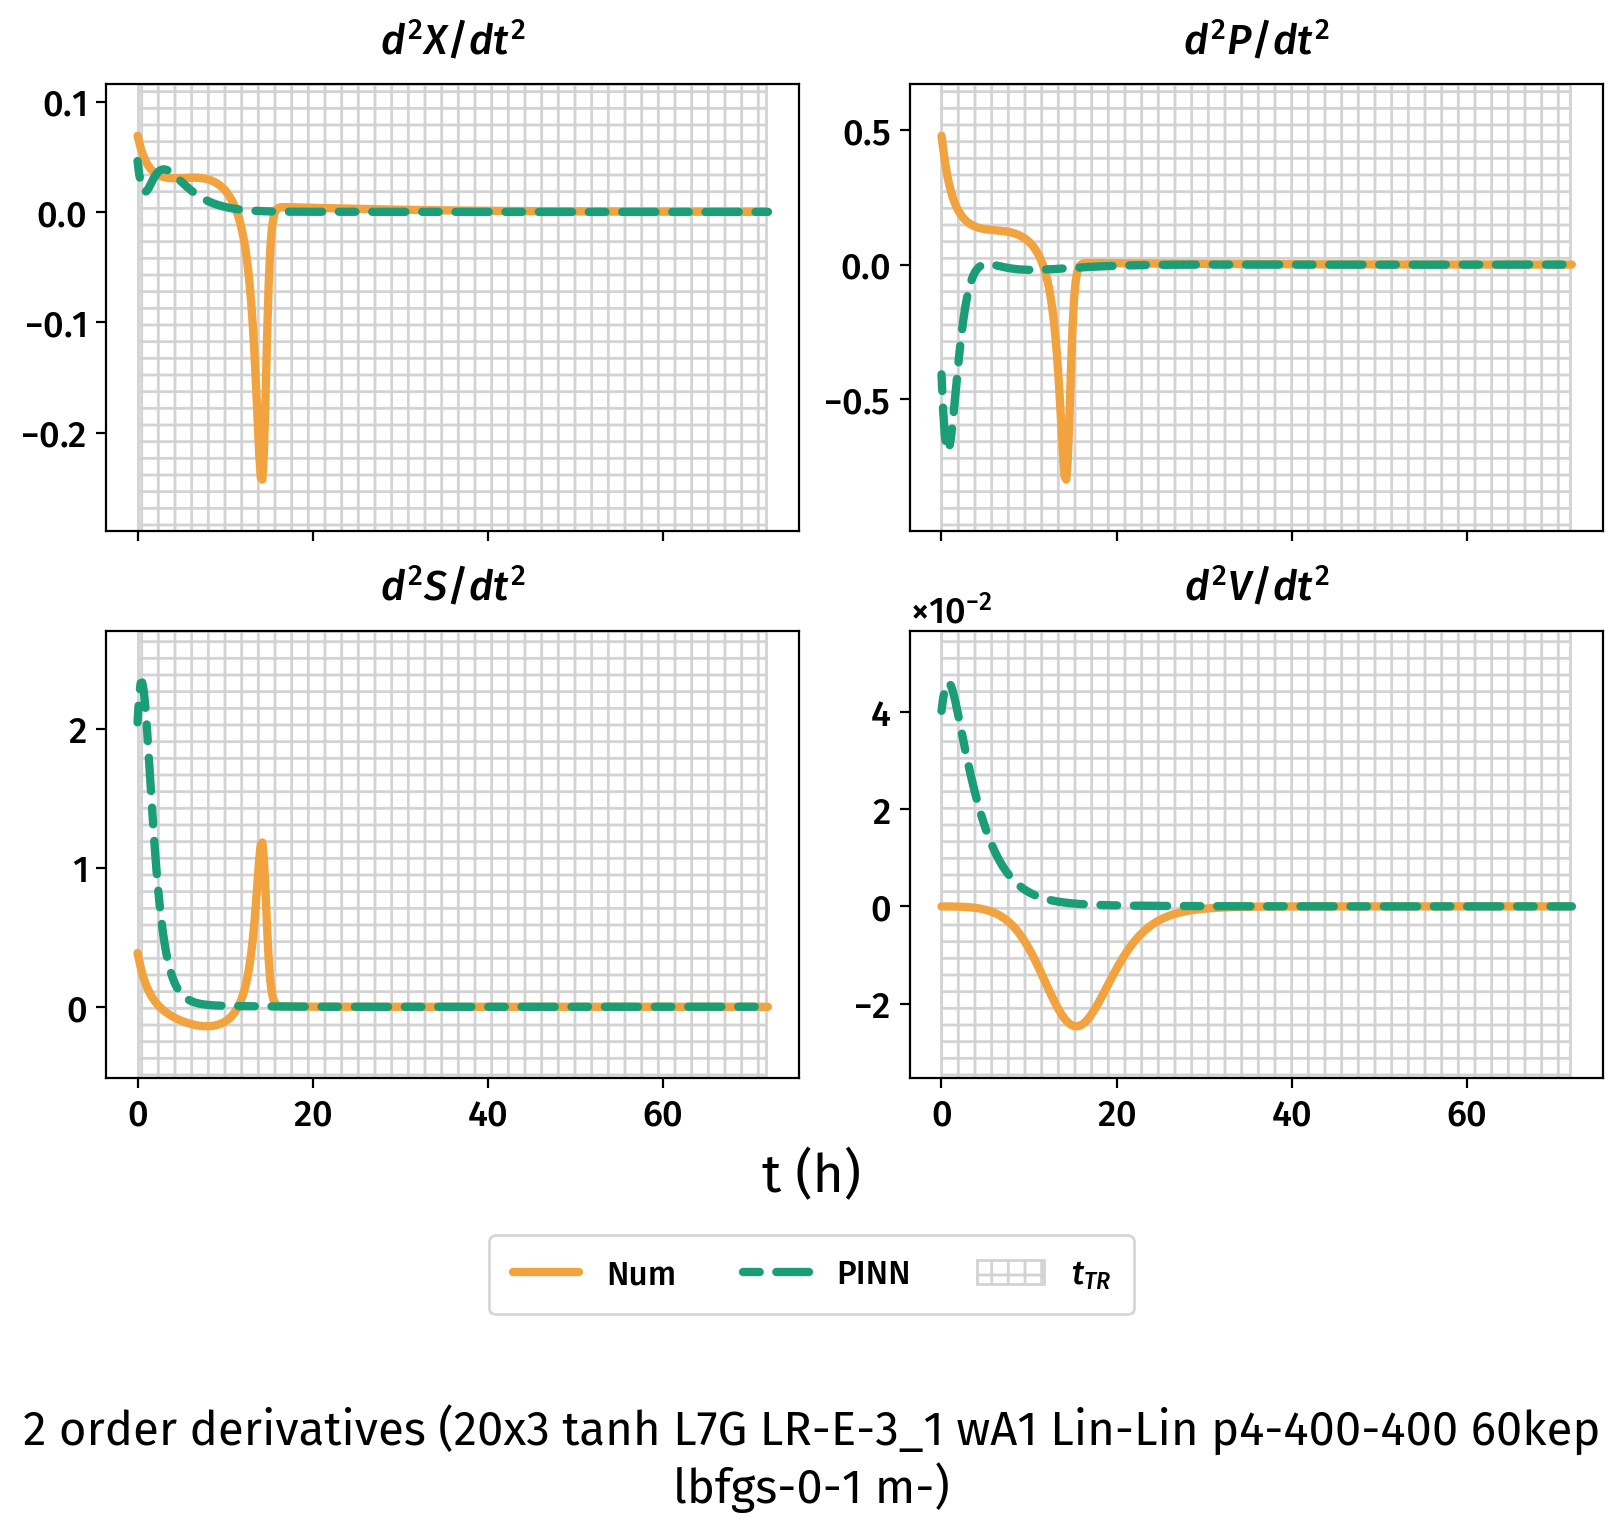 d²X/dt²
d²P/dt²
0.1
0.0
−0.1
−0.2
0.5
0.0
−0.5
d²S/dt²
d²V/dt²
×10⁻²
2
1
0
4
2
0
−2
0 20 40 60
0 20 40 60
t (h)
Num PINN t_TR
2 order derivatives (20x3 tanh L7G LR-E-3_1 wA1 Lin-Lin p4-400-400 60kep
lbfgs-0-1 m-)